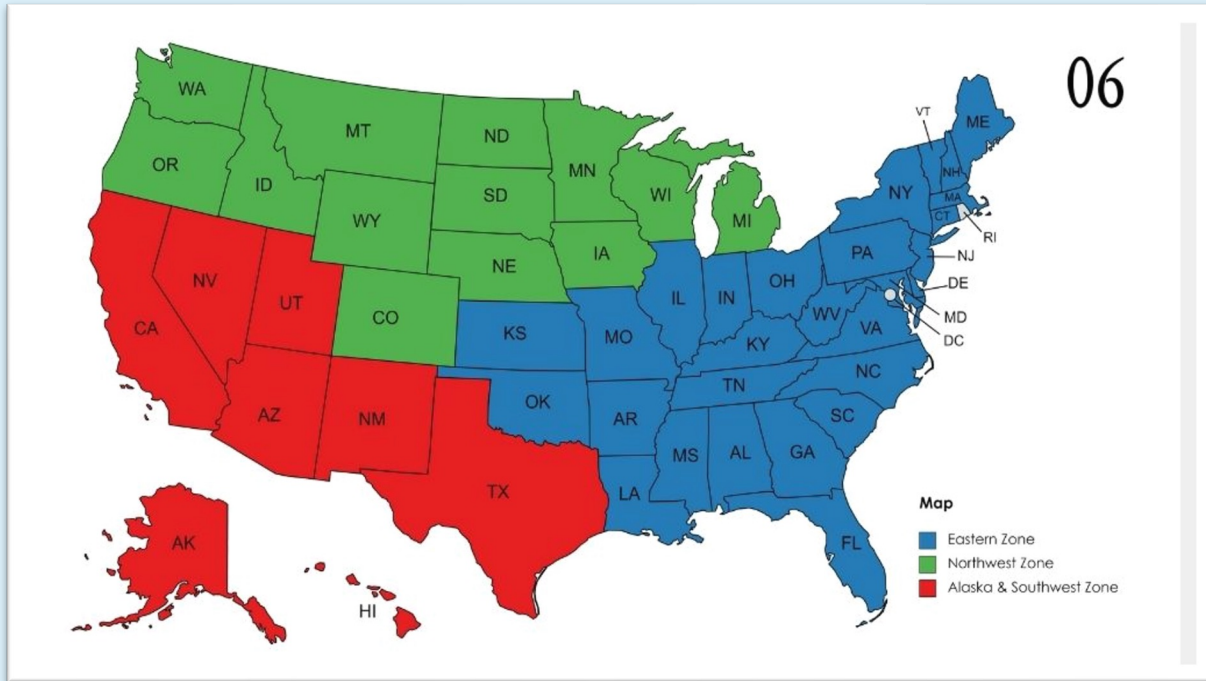 06
WA
MT
ND
MN
OR
ID
SD
WI
WY
MI
NE
IA
VT
ME
NH
NY
MA
CT
RI
PA
NJ
DE
MD
DC
NV
UT
CO
CA
KS
MO
IL
IN
OH
WV
VA
KY
NC
TN
AZ
NM
OK
AR
SC
MS
AL
GA
TX
LA
FL
AK
HI
Map
Eastern Zone
Northwest Zone
Alaska & Southwest Zone